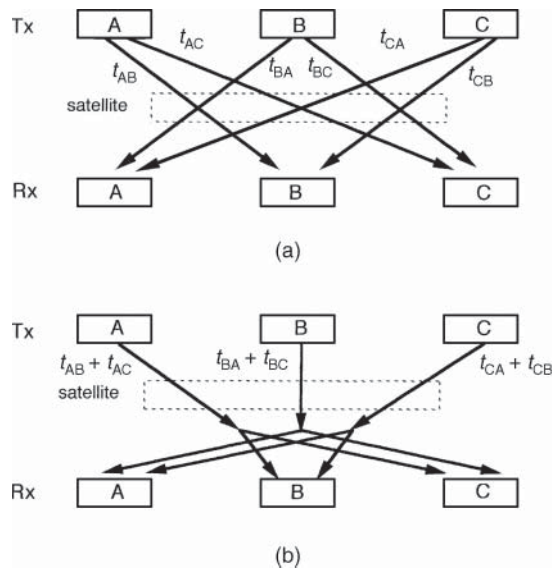 Tx A B C
t_AC t_CA
t_AB t_BA t_BC t_CB
satellite
Rx A B C
(a)
Tx A B C
t_AB + t_AC t_BA + t_BC t_CA + t_CB
satellite
Rx A B C
(b)